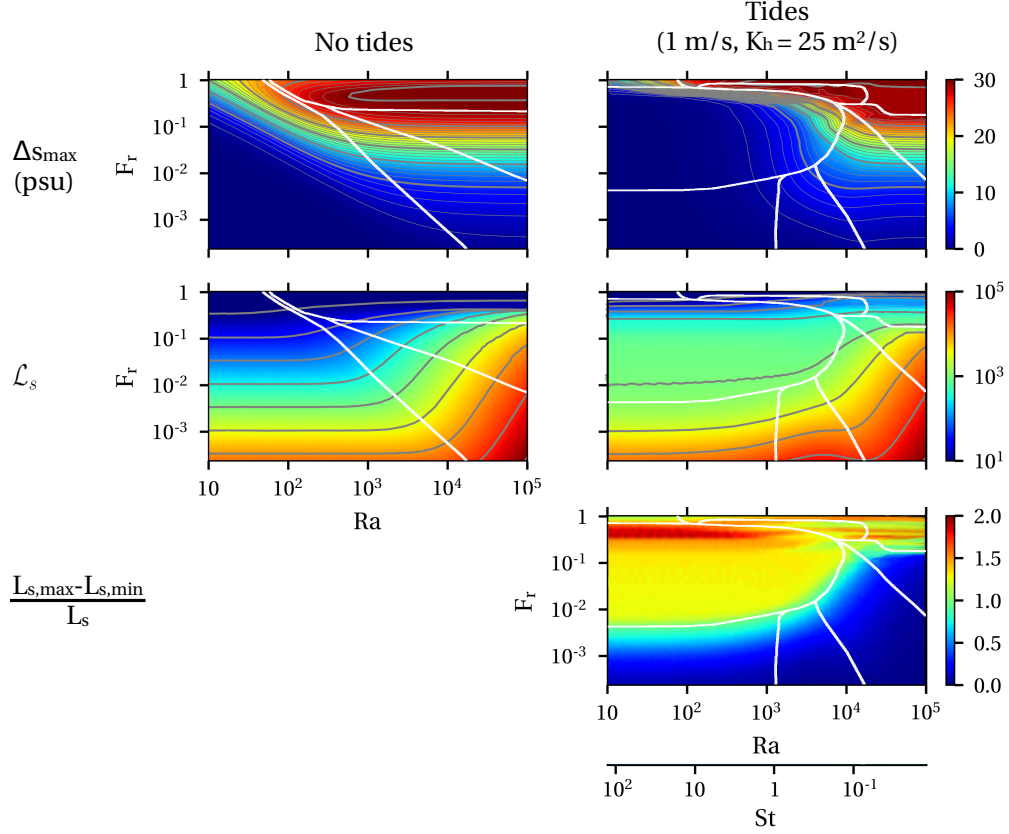 No tides
Tides
(1 m/s, Kh = 25 m²/s)
Δsmax
(psu)
Fr
1
10-1
10-2
10-3
30
20
10
0
ℒs
Fr
1
10-1
10-2
10-3
10 10² 10³ 10⁴ 10⁵
Ra
10⁵
10³
10¹
Ls,max-Ls,min
Ls
Fr
1
10-1
10-2
10-3
10 10² 10³ 10⁴ 10⁵
Ra
2.0
1.5
1.0
0.5
0.0
10² 10 1 10-1
St